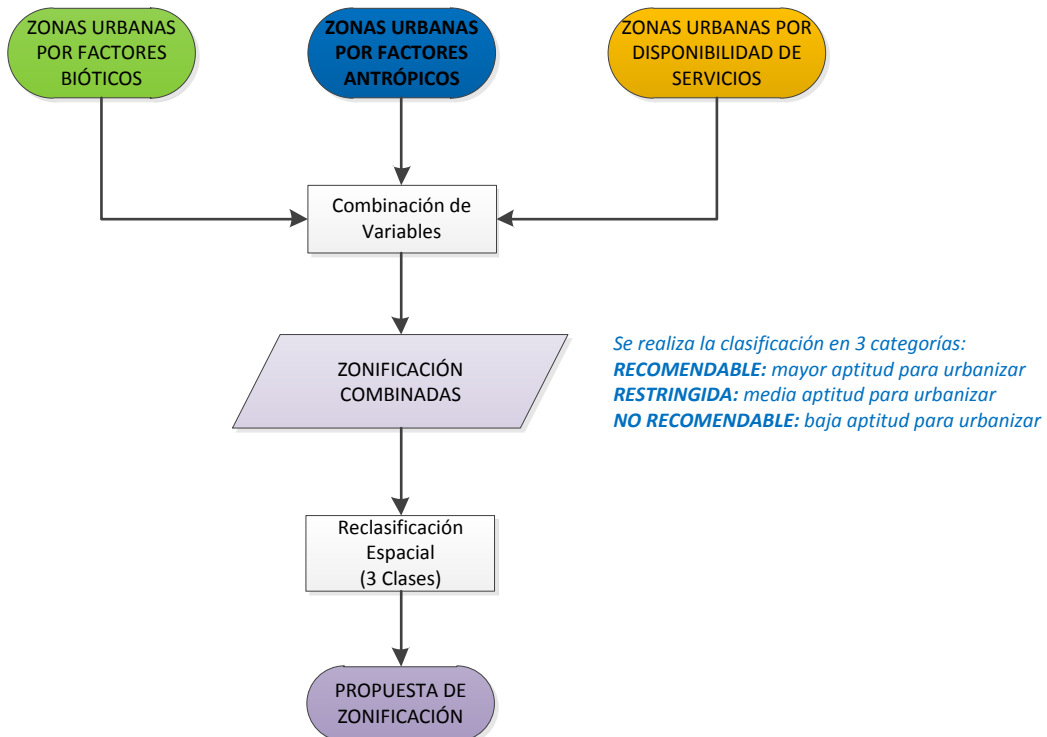 ZONAS URBANAS
POR FACTORES
BIÓTICOS
ZONAS URBANAS
POR FACTORES
ANTRÓPICOS
ZONAS URBANAS POR
DISPONIBILIDAD DE
SERVICIOS
Combinación de
Variables
ZONIFICACIÓN
COMBINADAS
Se realiza la clasificación en 3 categorías:
RECOMENDABLE: mayor aptitud para urbanizar
RESTRINGIDA: media aptitud para urbanizar
NO RECOMENDABLE: baja aptitud para urbanizar
Reclasificación
Espacial
(3 Clases)
PROPUESTA DE
ZONIFICACIÓN